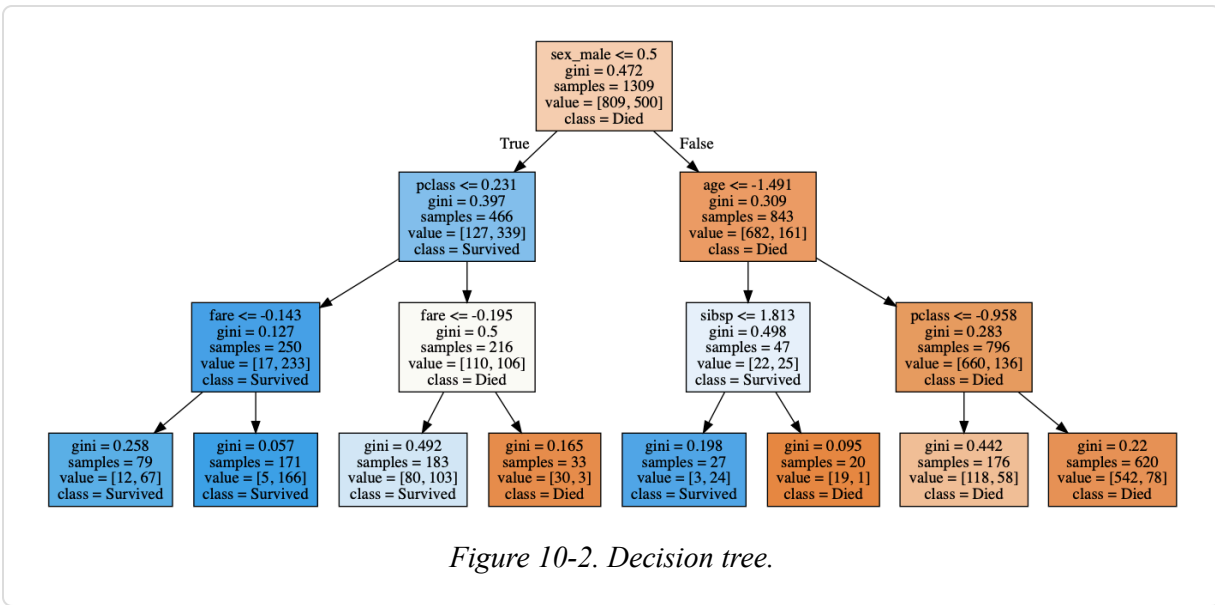 sex_male <= 0.5
gini = 0.472
samples = 1309
value = [809, 500]
class = Died
True
False
pclass <= 0.231
gini = 0.397
samples = 466
value = [127, 339]
class = Survived
age <= -1.491
gini = 0.309
samples = 843
value = [682, 161]
class = Died
fare <= -0.143
gini = 0.127
samples = 250
value = [17, 233]
class = Survived
fare <= -0.195
gini = 0.5
samples = 216
value = [110, 106]
class = Died
sibsp <= 1.813
gini = 0.498
samples = 47
value = [22, 25]
class = Survived
pclass <= -0.958
gini = 0.283
samples = 796
value = [660, 136]
class = Died
gini = 0.258
samples = 79
value = [12, 67]
class = Survived
gini = 0.057
samples = 171
value = [5, 166]
class = Survived
gini = 0.492
samples = 183
value = [80, 103]
class = Survived
gini = 0.165
samples = 33
value = [30, 3]
class = Died
gini = 0.198
samples = 27
value = [3, 24]
class = Survived
gini = 0.095
samples = 20
value = [19, 1]
class = Died
gini = 0.442
samples = 176
value = [118, 58]
class = Died
gini = 0.22
samples = 620
value = [542, 78]
class = Died
Figure 10-2. Decision tree.